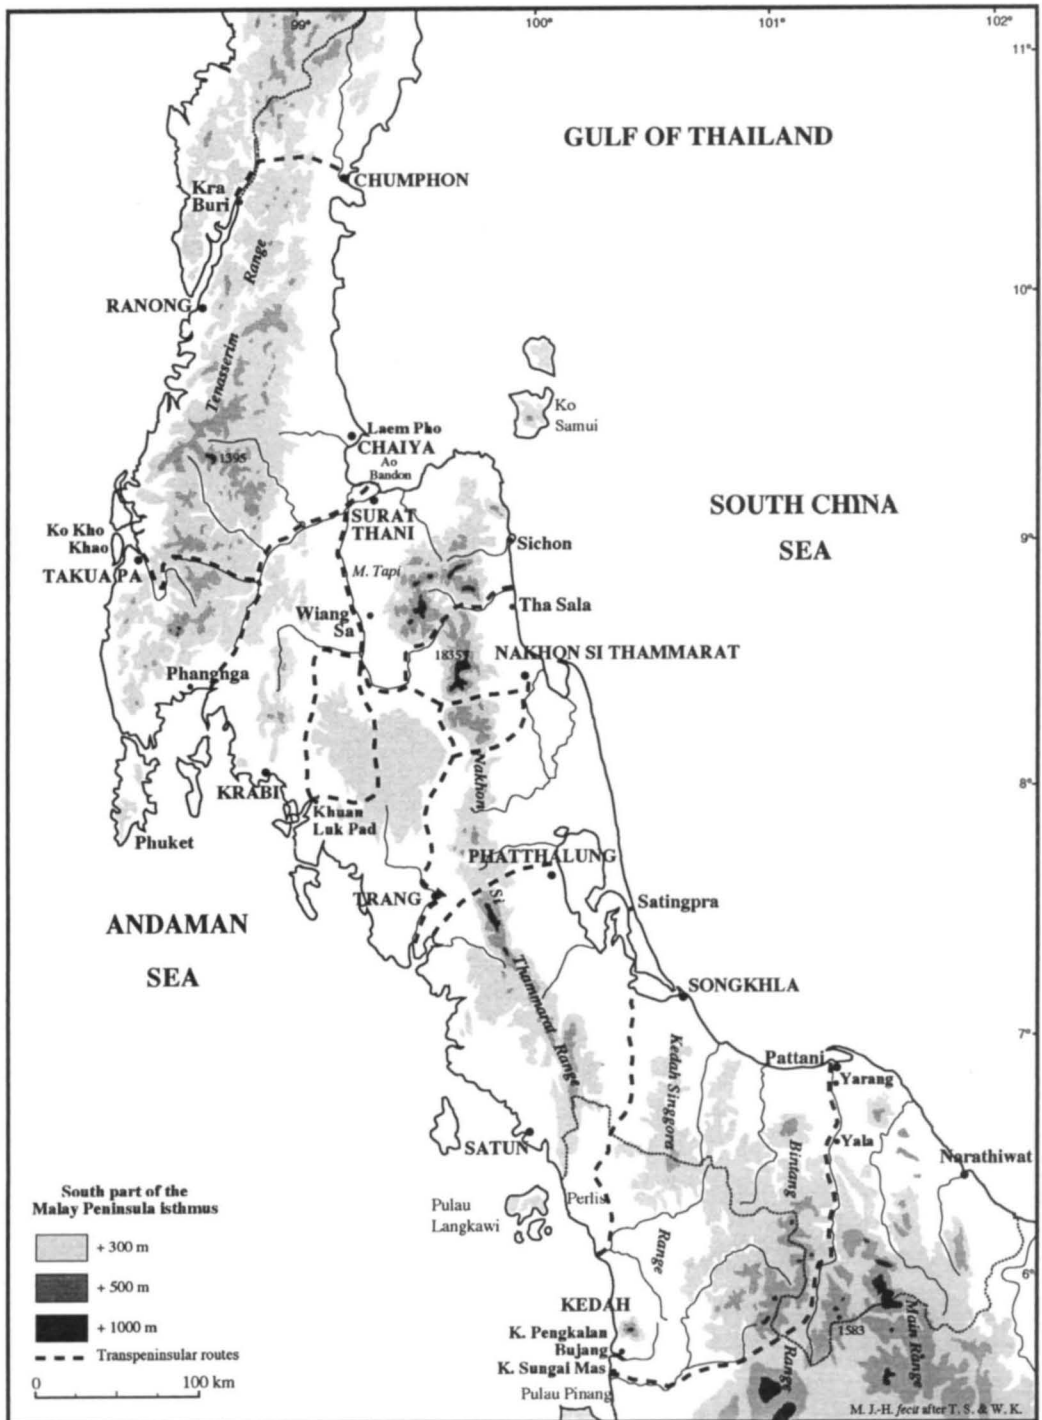 99°
100°
101°
102°
11°
GULF OF THAILAND
CHUMPHON
Kra
Buri
Range
Tenasserim
RANONG
10°
Ko
Samui
Laem Pho
CHAIYA
Ao
Bandon
1395
SURAT
THANI
SOUTH CHINA
SEA
9°
Ko Kho
Khao
TAKUA PA
Sichon
M. Tapi
Tha Sala
Wiang
Sa
1835
NAKHON SI THAMMARAT
Phangnga
Nakhon
Si
Thammarat
Range
8°
KRABI
Khuan
Luk Pad
Phuket
PHATTHALUNG
TRANG
Satingpra
ANDAMAN
SEA
SONGKHLA
7°
Pattani
Yarang
Kedah Singgora
Range
Yala
Bintang
Range
Narathiwat
SATUN
Perlis
Pulau
Langkawi
6°
KEDAH
K. Pengkalan
Bujang
K. Sungai Mas
Pulau Pinang
1583
Main Range
South part of the
Malay Peninsula isthmus
+ 300 m
+ 500 m
+ 1000 m
Transpeninsular routes
0 100 km
M. J.-H. fecit after T. S. & W. K.